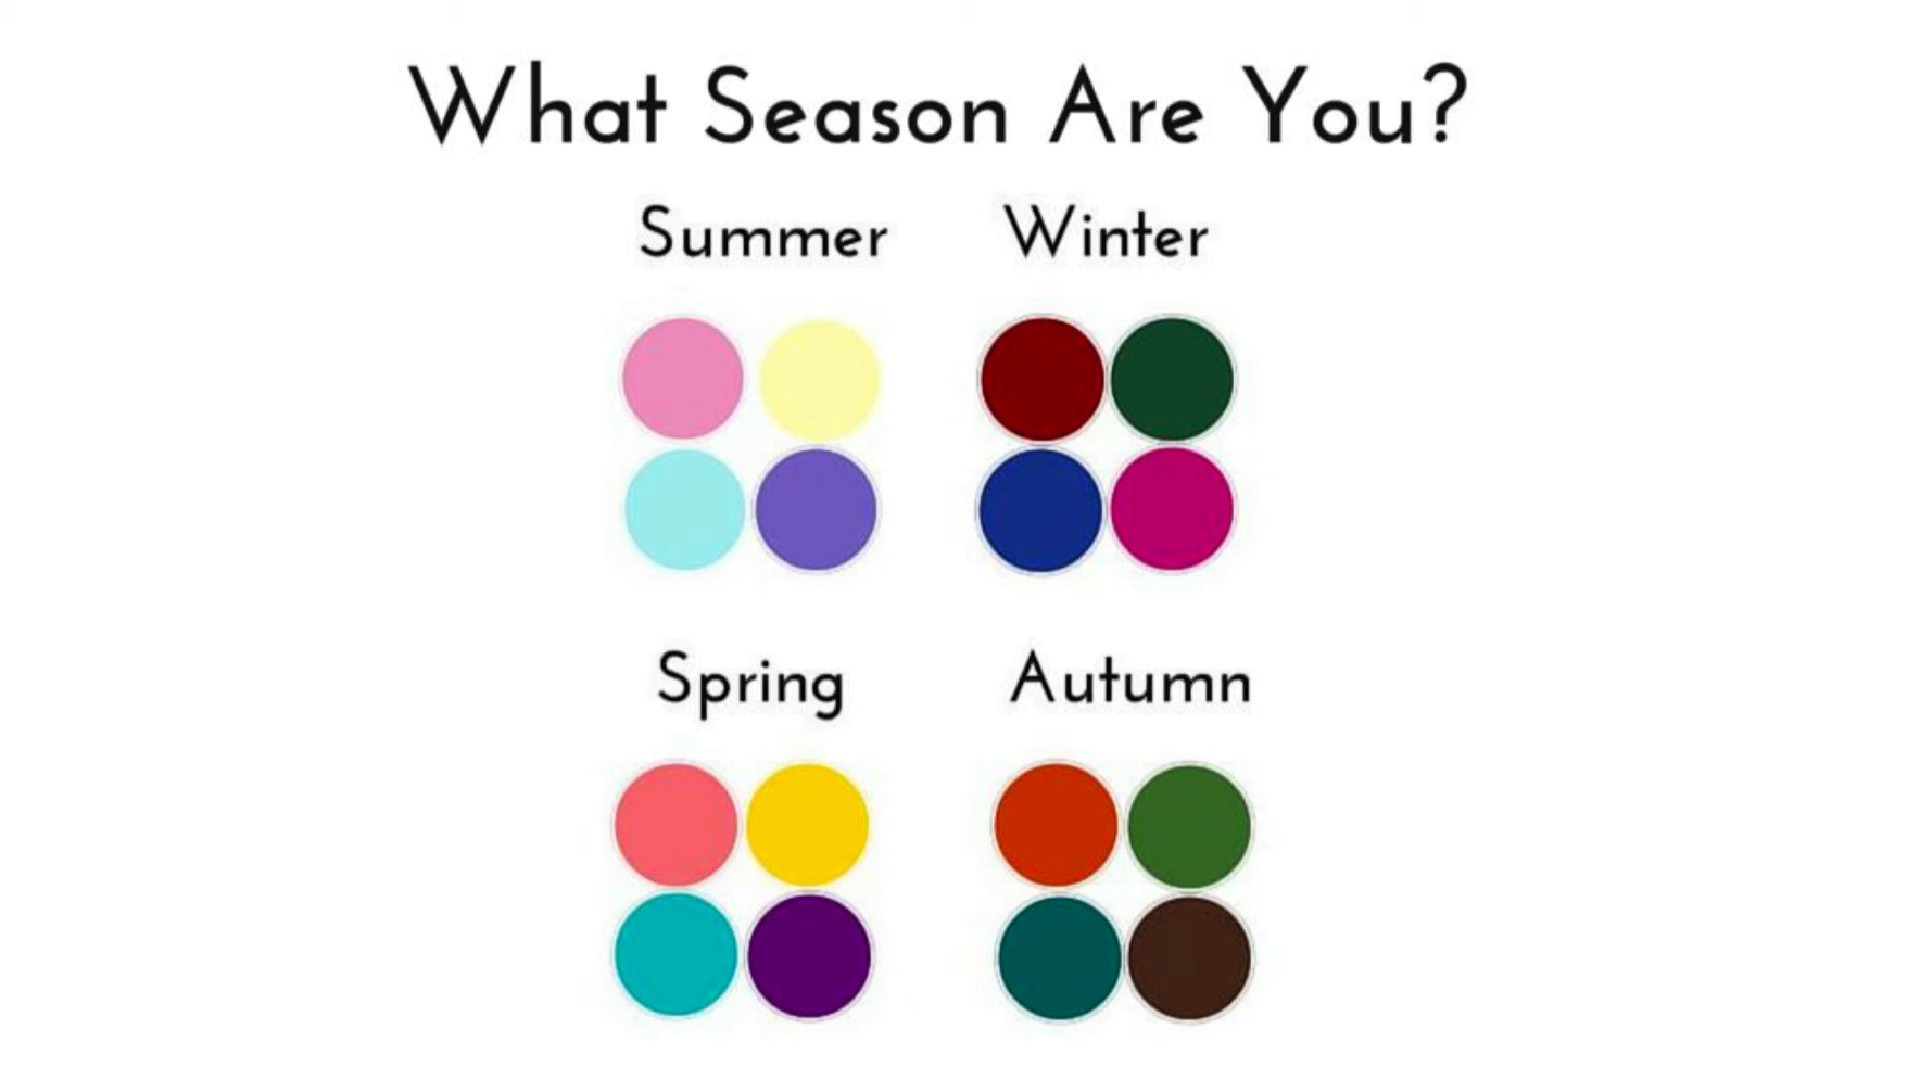 What Season Are You?
Summer
Winter
Spring
Autumn